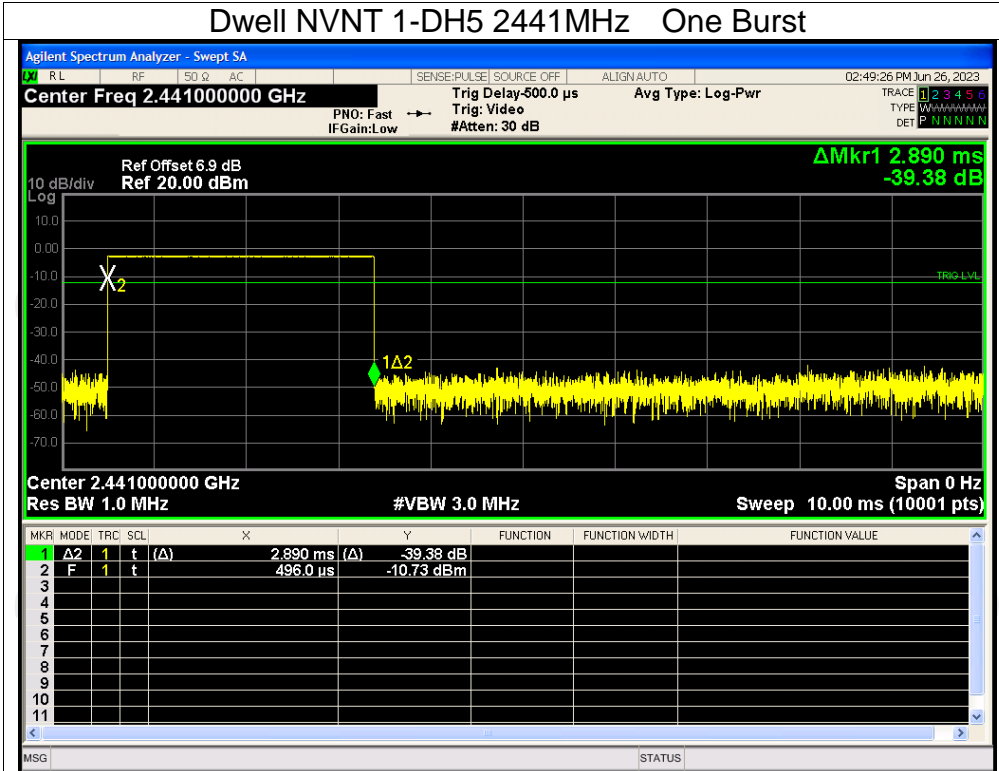 Dwell NVNT 1-DH5 2441MHz One Burst
Agilent Spectrum Analyzer - Swept SA
LXI RL RF 50 Ω AC SENSE:PULSE SOURCE OFF ALIGN AUTO 02:49:26 PM Jun 26, 2023
Center Freq 2.441000000 GHz Trig Delay-500.0 µs Avg Type: Log-Pwr TRACE 1 2 3 4 5 6
PNO: Fast Trig: Video TYPE WWWWWW
IFGain:Low #Atten: 30 dB DET P N N N N N
ΔMkr1 2.890 ms
-39.38 dB
Ref Offset 6.9 dB
10 dB/div Ref 20.00 dBm
Log
10.0
0.00
-10.0
-20.0
-30.0
-40.0
-50.0
-60.0
-70.0
TRIG LVL
2
1Δ2
Center 2.441000000 GHz Span 0 Hz
Res BW 1.0 MHz #VBW 3.0 MHz Sweep 10.00 ms (10001 pts)
MKR MODE TRC SCL X Y FUNCTION FUNCTION WIDTH FUNCTION VALUE
1 Δ2 1 t (Δ) 2.890 ms (Δ) -39.38 dB
2 F 1 t 496.0 µs -10.73 dBm
3
4
5
6
7
8
9
10
11
MSG STATUS